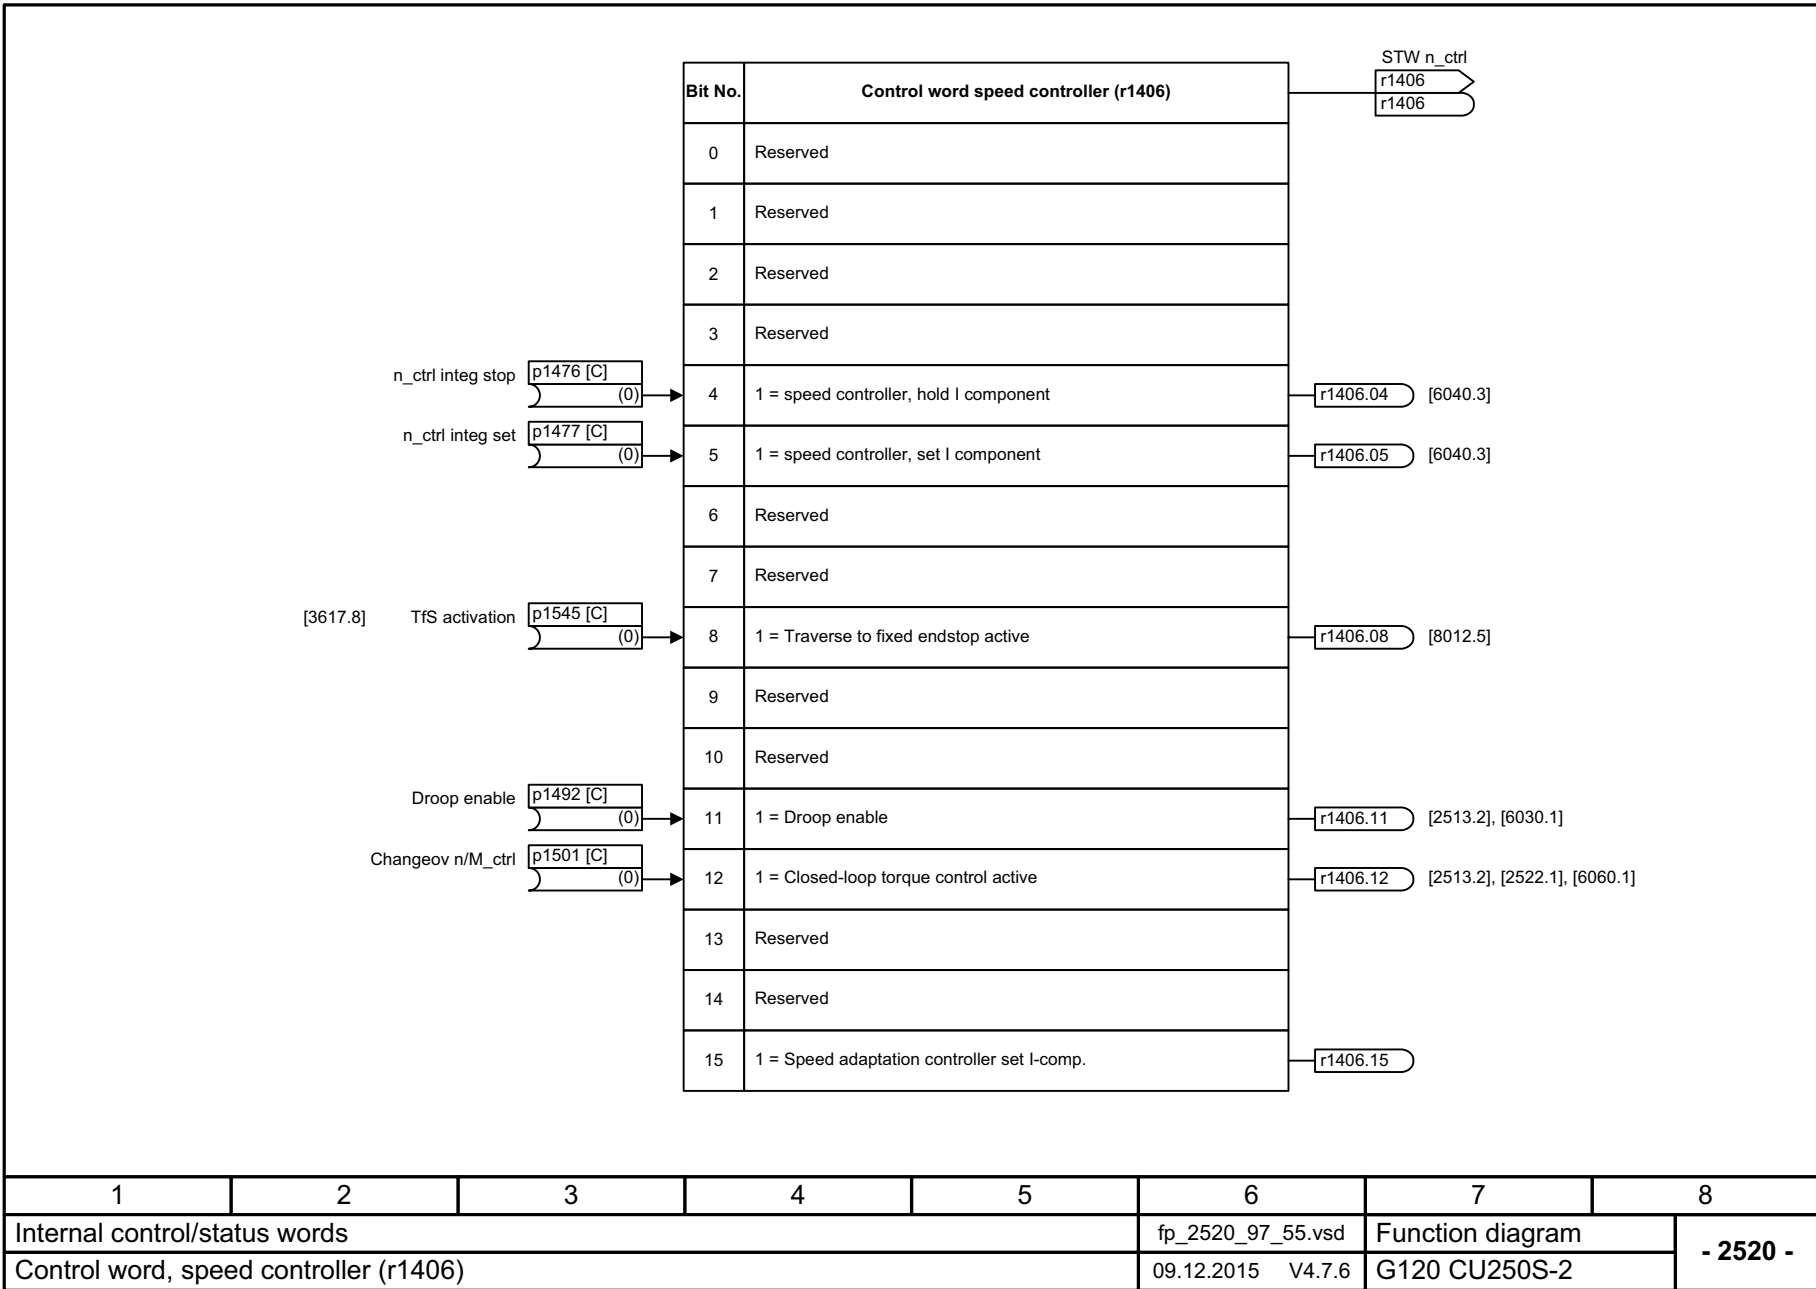 STW n_ctrl
r1406
r1406
Bit No. Control word speed controller (r1406)
0 Reserved
1 Reserved
2 Reserved
3 Reserved
n_ctrl integ stop p1476 [C]
(0) 4 1 = speed controller, hold I component r1406.04 [6040.3]
n_ctrl integ set p1477 [C]
(0) 5 1 = speed controller, set I component r1406.05 [6040.3]
6 Reserved
7 Reserved
[3617.8] TfS activation p1545 [C]
(0) 8 1 = Traverse to fixed endstop active r1406.08 [8012.5]
9 Reserved
10 Reserved
Droop enable p1492 [C]
(0) 11 1 = Droop enable r1406.11 [2513.2], [6030.1]
Changeov n/M_ctrl p1501 [C]
(0) 12 1 = Closed-loop torque control active r1406.12 [2513.2], [2522.1], [6060.1]
13 Reserved
14 Reserved
15 1 = Speed adaptation controller set I-comp. r1406.15
1 2 3 4 5 6 7 8
Internal control/status words fp_2520_97_55.vsd Function diagram
- 2520 -
Control word, speed controller (r1406) 09.12.2015 V4.7.6 G120 CU250S-2